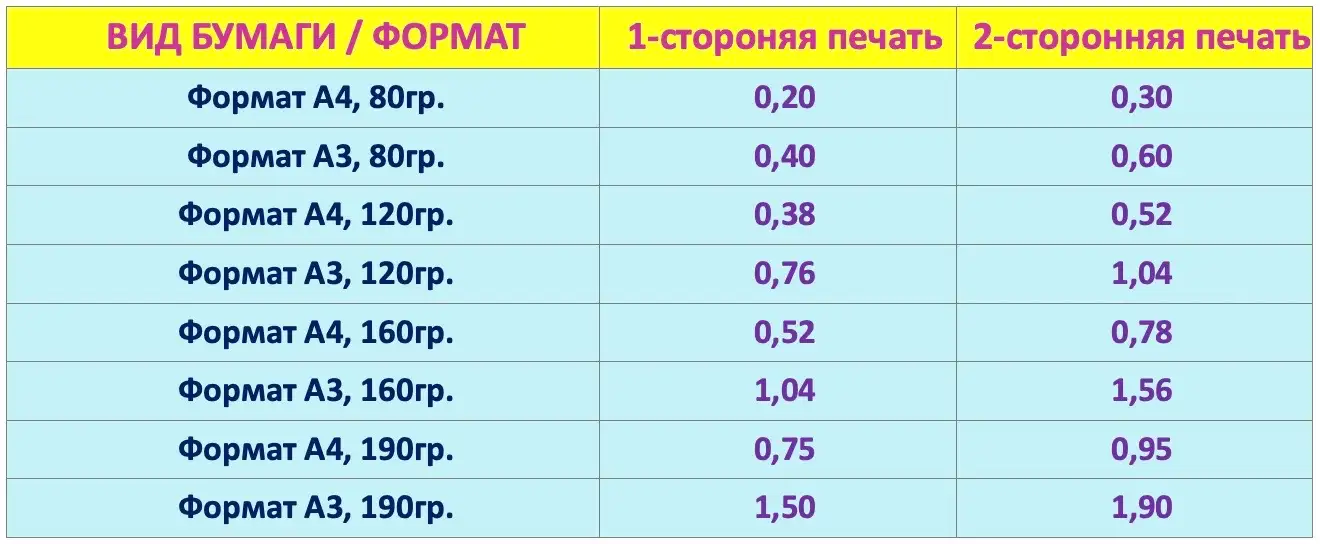 ВИД БУМАГИ / ФОРМАТ 1-стороняя печать 2-сторонняя печать
Формат А4, 80гр. 0,20 0,30
Формат А3, 80гр. 0,40 0,60
Формат А4, 120гр. 0,38 0,52
Формат А3, 120гр. 0,76 1,04
Формат А4, 160гр. 0,52 0,78
Формат А3, 160гр. 1,04 1,56
Формат А4, 190гр. 0,75 0,95
Формат А3, 190гр. 1,50 1,90